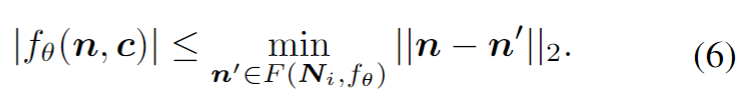 |f_θ(n, c)| ≤ min_{n′∈F(N_i, f_θ)} ||n − n′||_2. (6)